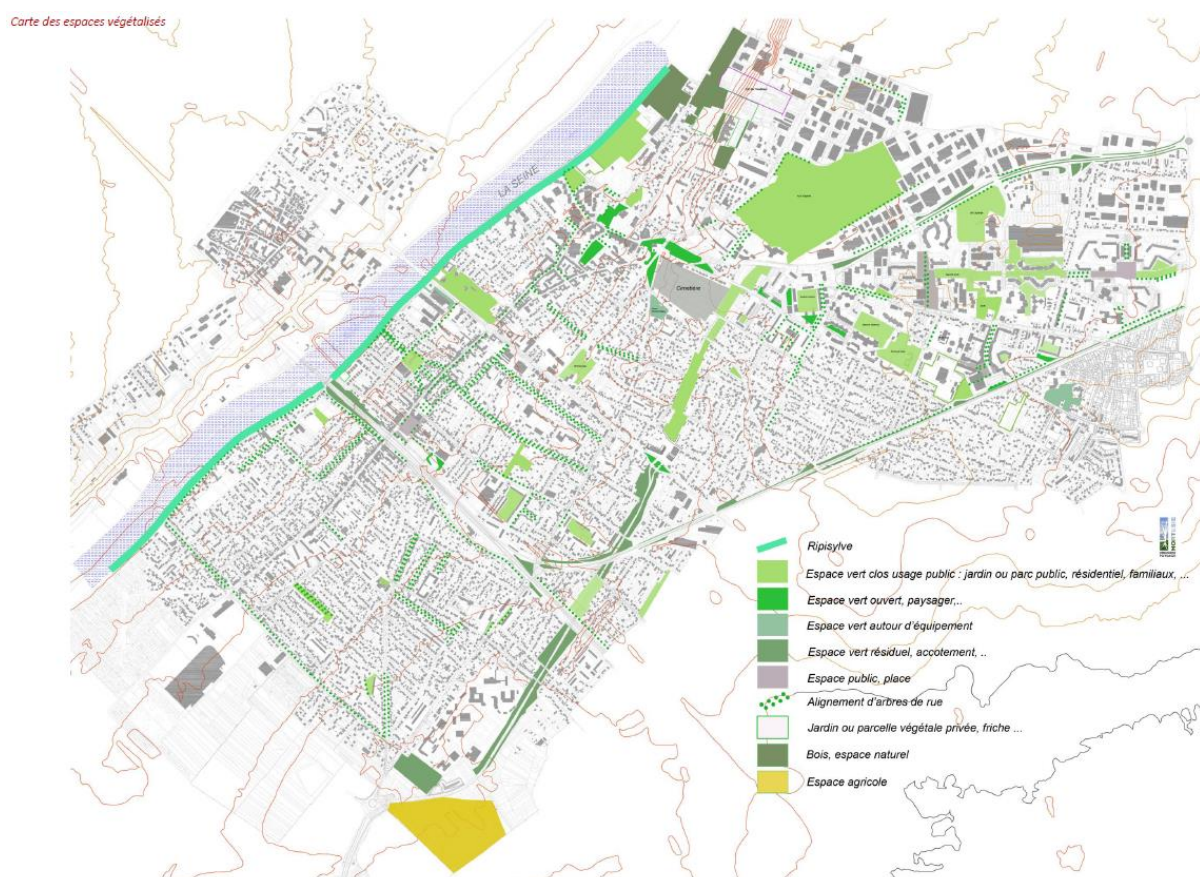 Carte des espaces végétalisés
LA SEINE
Cimetière
Ripisylve
Espace vert clos usage public : jardin ou parc public, résidentiel, familiaux, ...
Espace vert ouvert, paysager,..
Espace vert autour d'équipement
Espace vert résiduel, accotement, ..
Espace public, place
Alignement d'arbres de rue
Jardin ou parcelle végétale privée, friche ...
Bois, espace naturel
Espace agricole